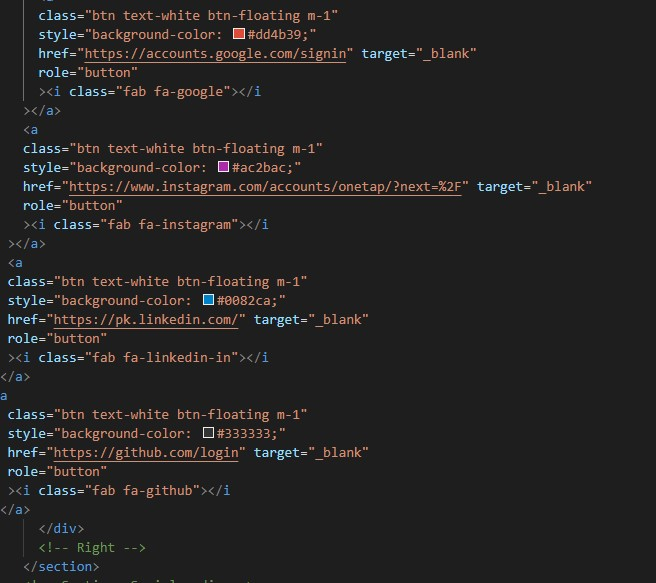 class="btn text-white btn-floating m-1"
style="background-color: #dd4b39;"
href="https://accounts.google.com/signin" target="_blank"
role="button"
><i class="fab fa-google"></i
></a>
<a
class="btn text-white btn-floating m-1"
style="background-color: #ac2bac;"
href="https://www.instagram.com/accounts/onetap/?next=%2F" target="_blank"
role="button"
><i class="fab fa-instagram"></i
></a>
<a
class="btn text-white btn-floating m-1"
style="background-color: #0082ca;"
href="https://pk.linkedin.com/" target="_blank"
role="button"
><i class="fab fa-linkedin-in"></i
</a>
a
class="btn text-white btn-floating m-1"
style="background-color: #333333;"
href="https://github.com/login" target="_blank"
role="button"
><i class="fab fa-github"></i
</a>
</div>
<!-- Right -->
</section>